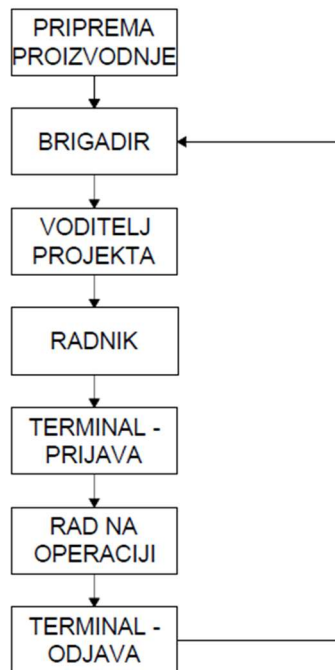 PRIPREMA
PROIZVODNJE
BRIGADIR
VODITELJ
PROJEKTA
RADNIK
TERMINAL -
PRIJAVA
RAD NA
OPERACIJI
TERMINAL -
ODJAVA